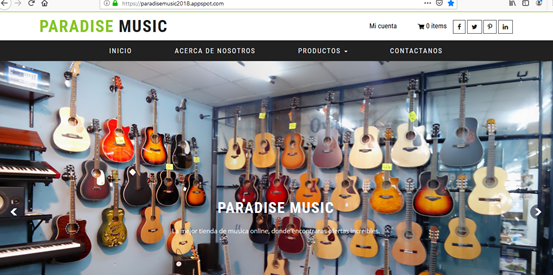 https://paradisemusic2018.appspot.com
PARADISE MUSIC
Mi cuenta
0 items
INICIO
ACERCA DE NOSOTROS
PRODUCTOS
CONTACTANOS
PARADISE MUSIC
La mejor tienda de musica online, donde encontraras ofertas increibles.